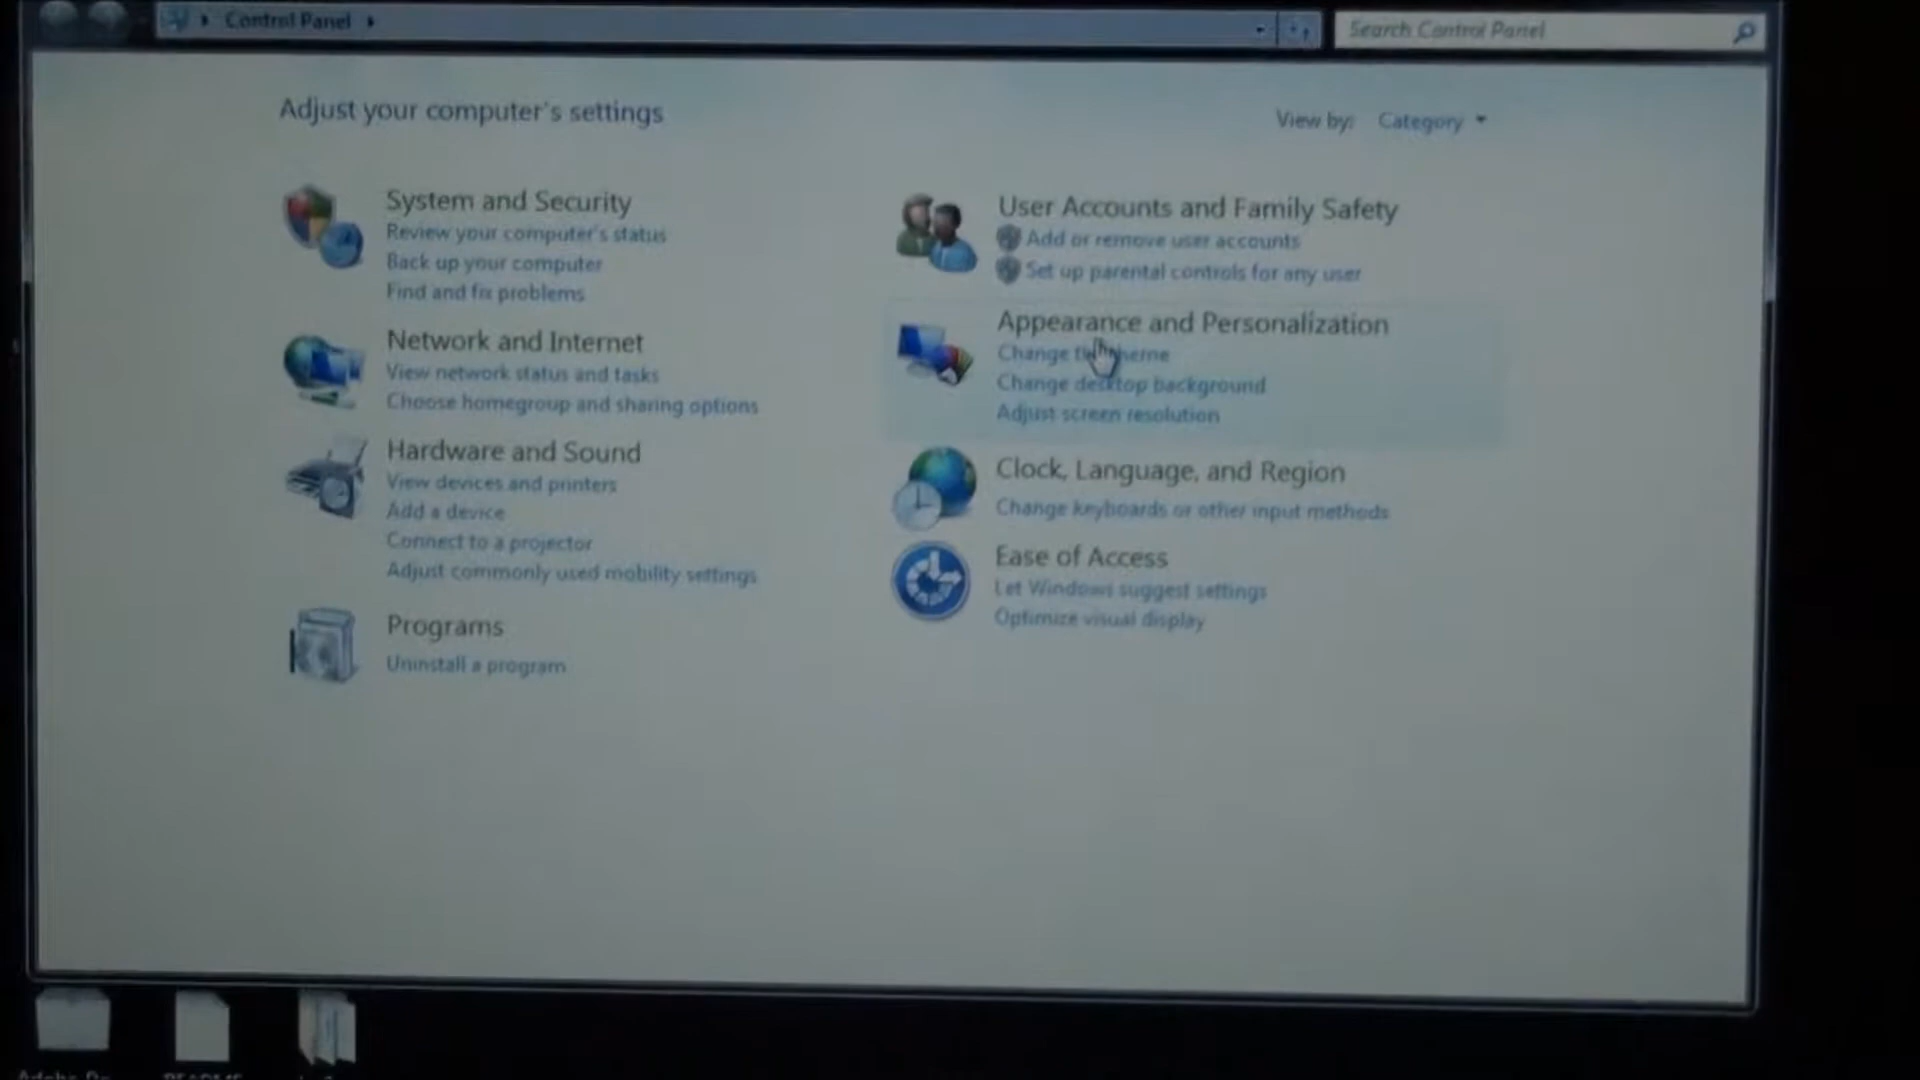 Control Panel
Search Control Panel
Adjust your computer's settings
View by: Category
System and Security
Review your computer's status
Back up your computer
Find and fix problems
Network and Internet
View network status and tasks
Choose homegroup and sharing options
Hardware and Sound
View devices and printers
Add a device
Connect to a projector
Adjust commonly used mobility settings
Programs
Uninstall a program
User Accounts and Family Safety
Add or remove user accounts
Set up parental controls for any user
Appearance and Personalization
Change the theme
Change desktop background
Adjust screen resolution
Clock, Language, and Region
Change keyboards or other input methods
Ease of Access
Let Windows suggest settings
Optimize visual display